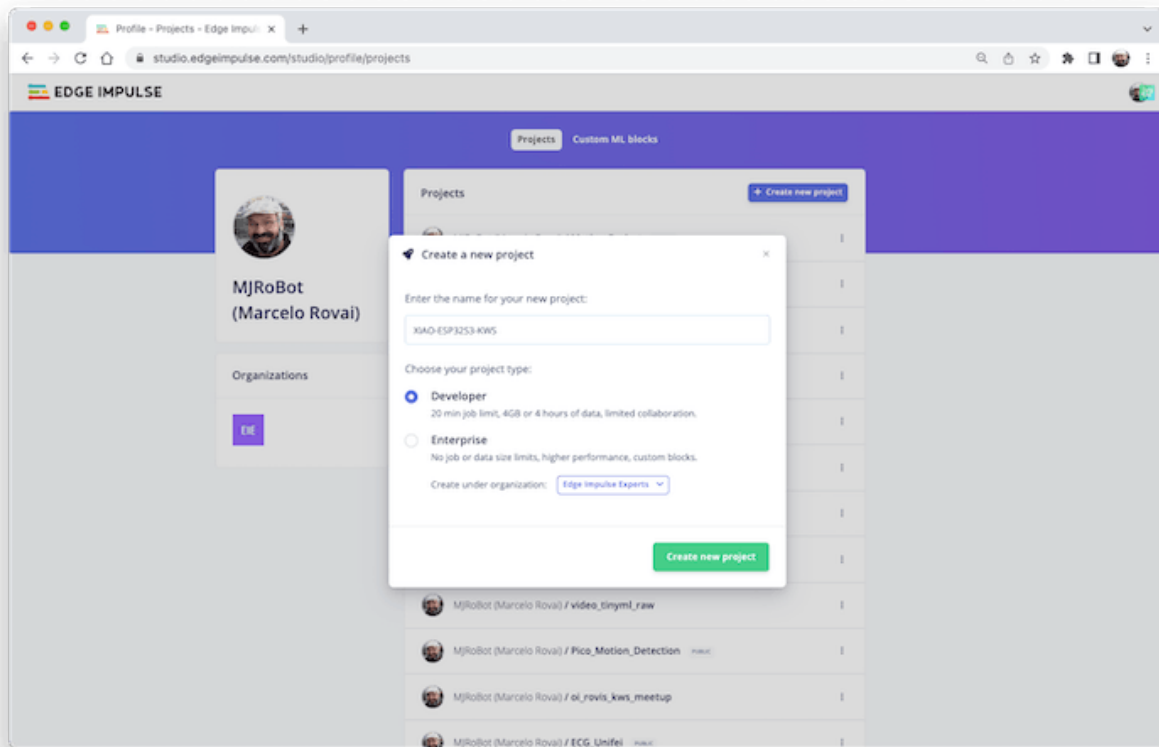 Profile - Projects - Edge Impul
studio.edgeimpulse.com/studio/profile/projects
EDGE IMPULSE
Projects
Custom ML blocks
MJRoBot
(Marcelo Rovai)
Organizations
EIE
Projects
+ Create new project
Create a new project
Enter the name for your new project:
XIAO-ESP32S3-KWS
Choose your project type:
Developer
20 min job limit, 4GB or 4 hours of data, limited collaboration.
Enterprise
No job or data size limits, higher performance, custom blocks.
Create under organization: Edge Impulse Experts
Create new project
MJRoBot (Marcelo Rovai) / video_tinyml_raw
MJRoBot (Marcelo Rovai) / Pico_Motion_Detection PUBLIC
MJRoBot (Marcelo Rovai) / oi_rovis_kws_meetup
MJRoBot (Marcelo Rovai) / ECG_Unifei PUBLIC